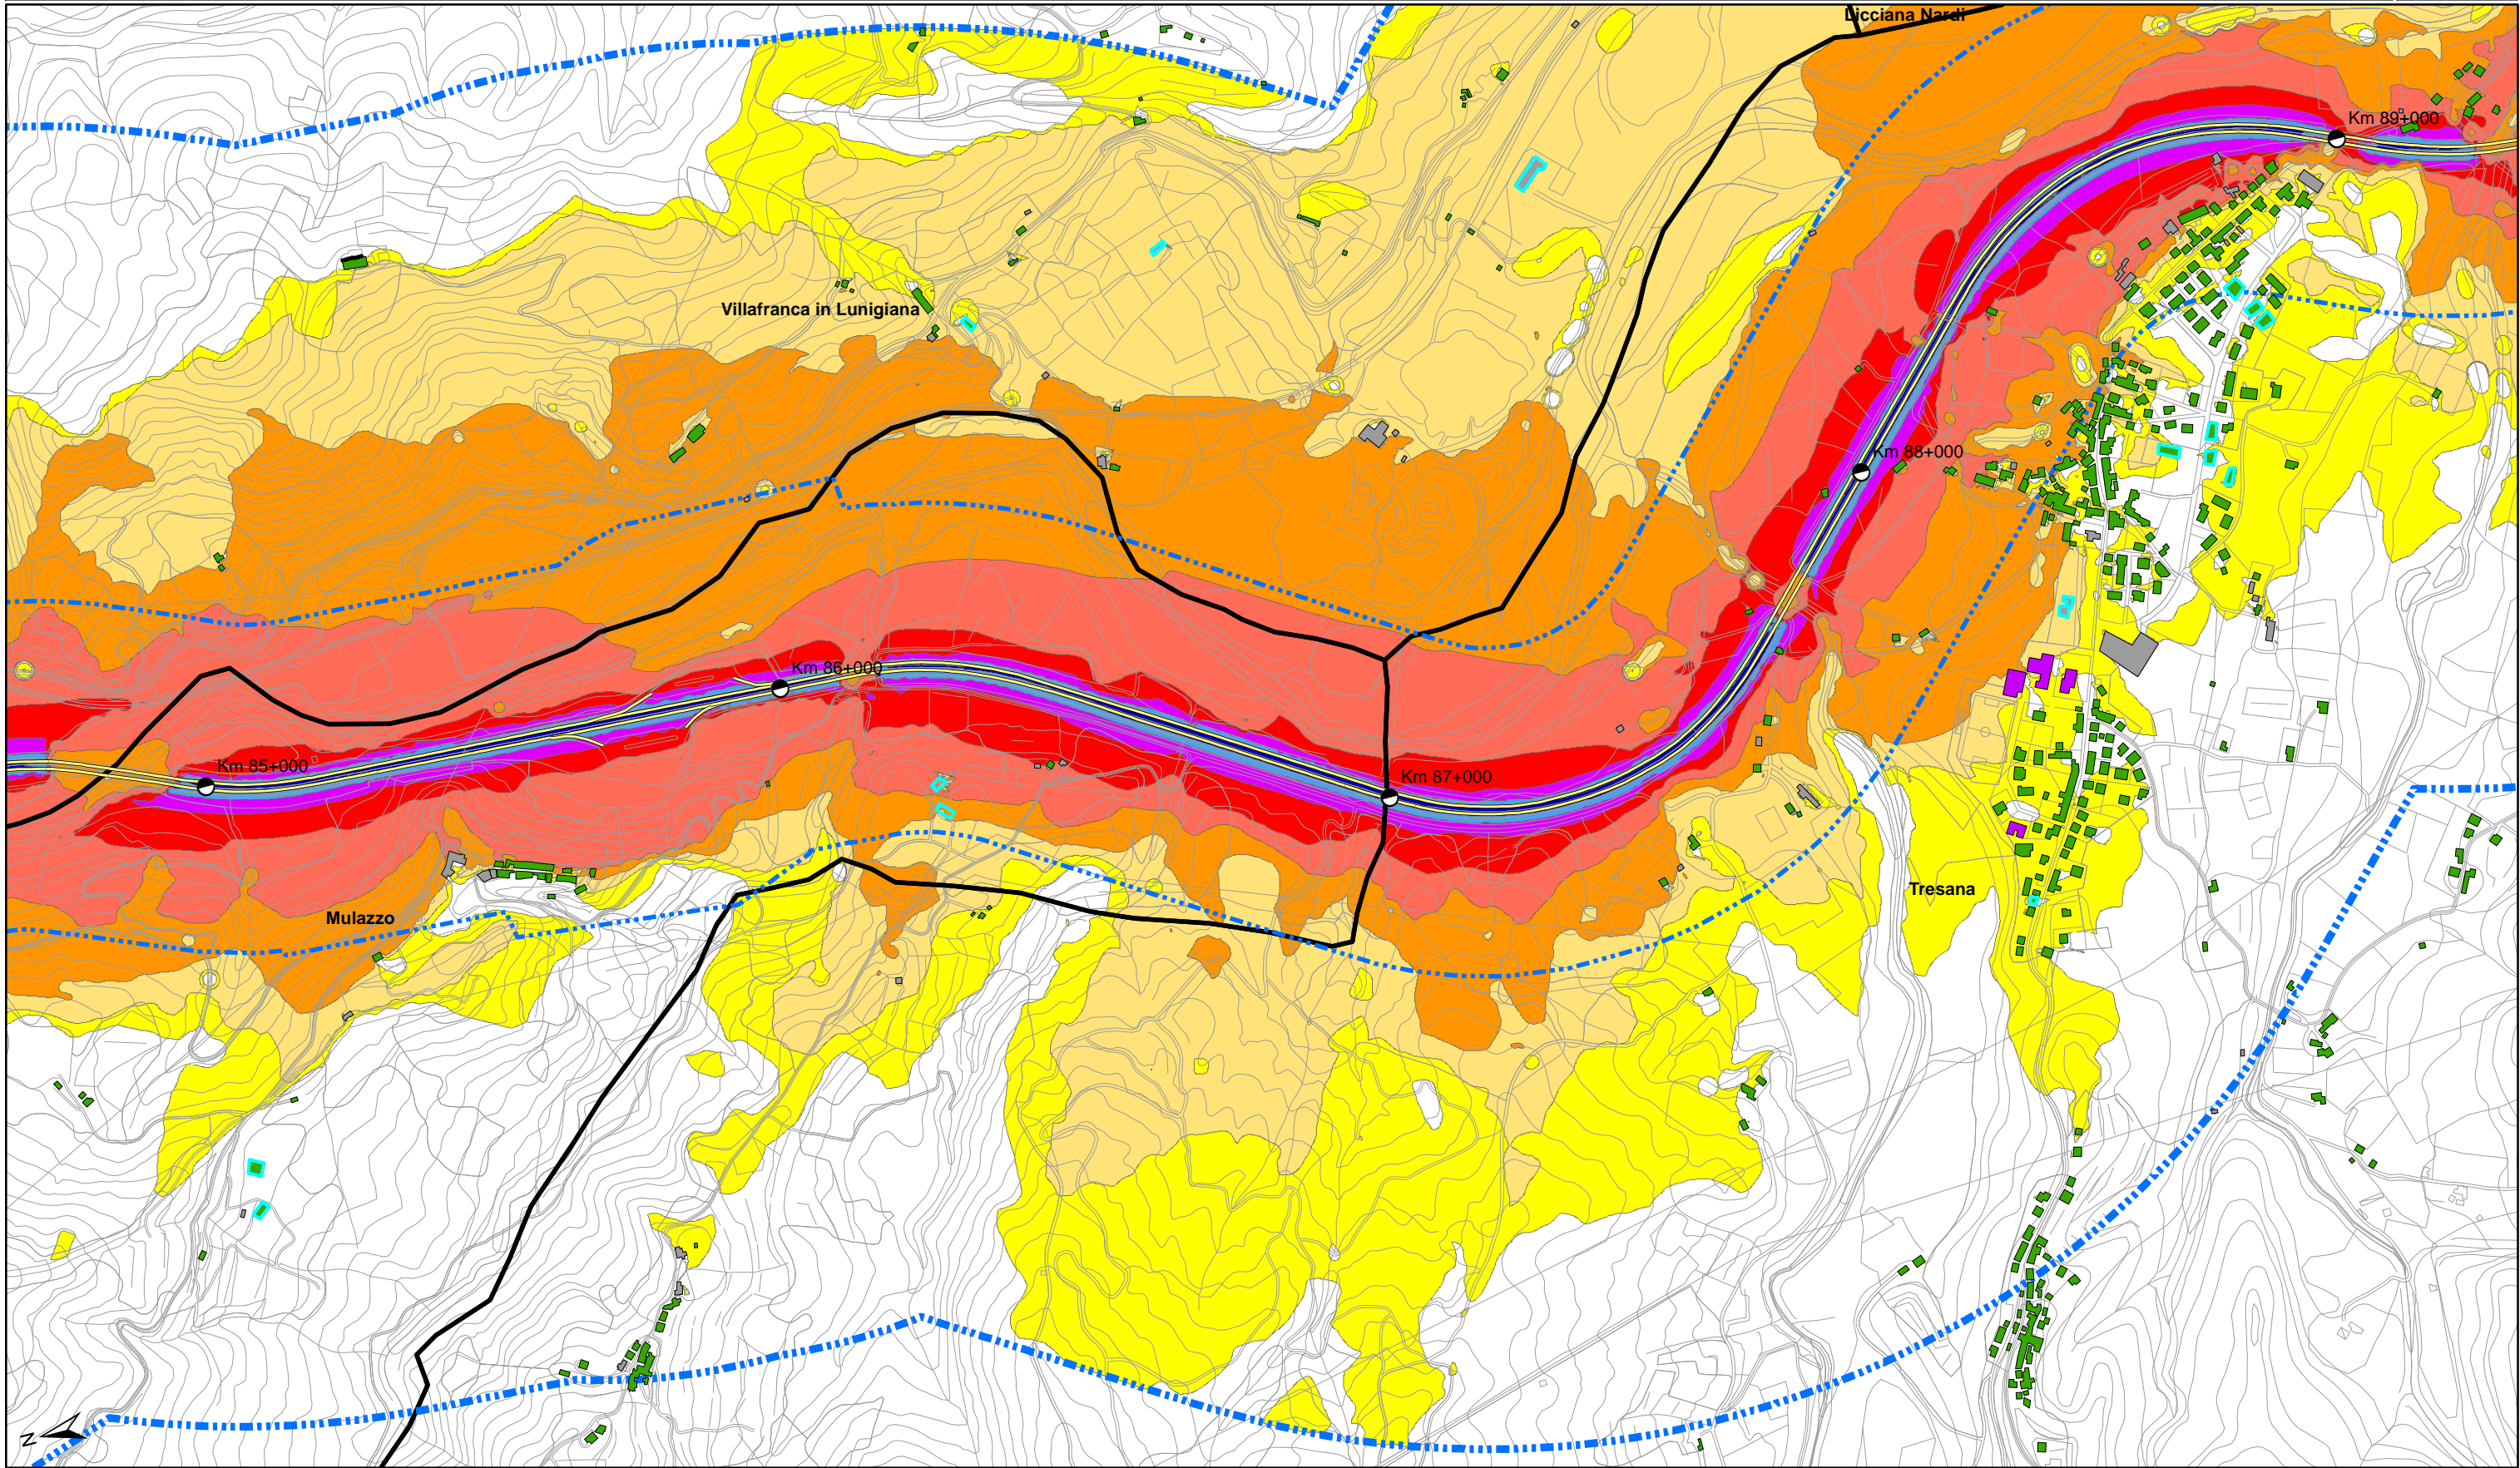 Licciana Nardi
Km 89+000
Villafranca in Lunigiana
Km 88+000
Km 86+000
Km 85+000
Km 87+000
Tresana
Mulazzo
N